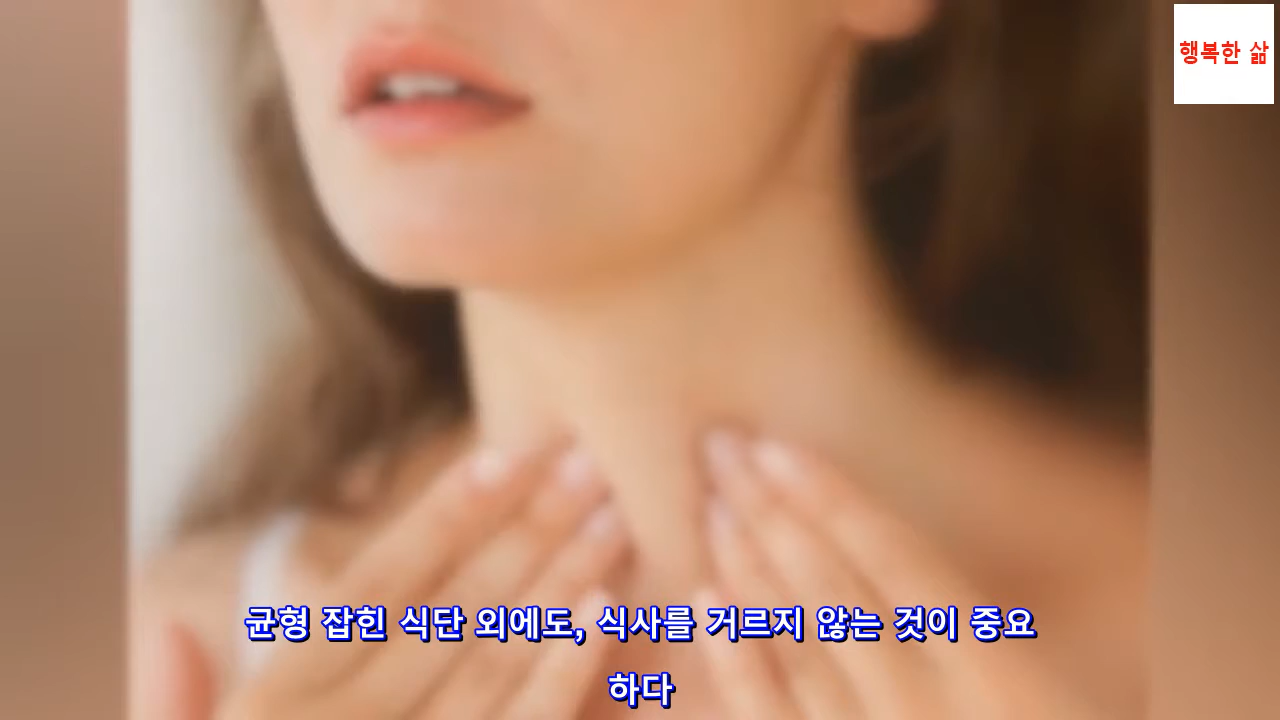 행복한 삶
균형 잡힌 식단 외에도, 식사를 거르지 않는 것이 중요
하다